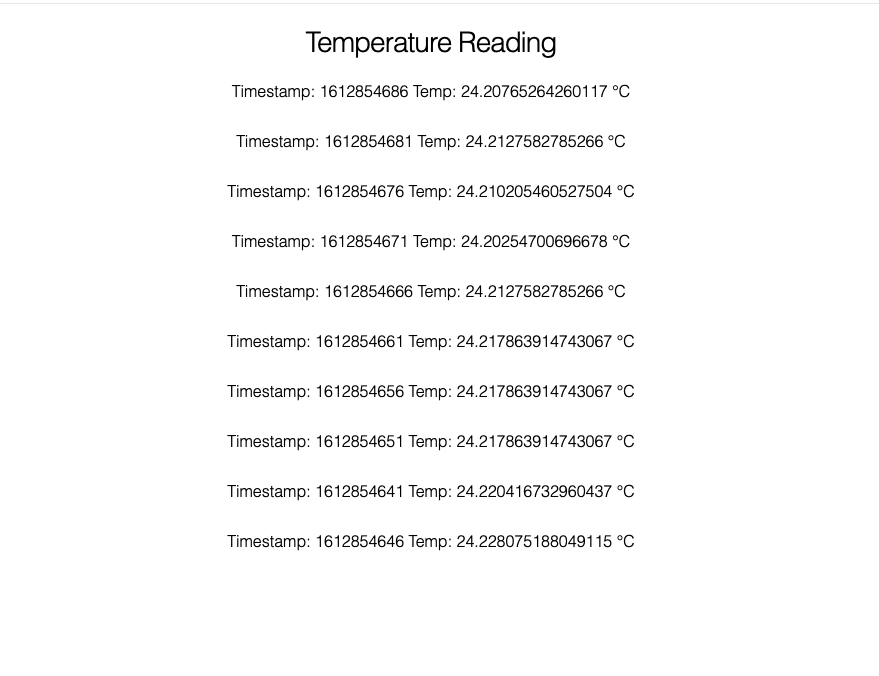 Temperature Reading
Timestamp: 1612854686 Temp: 24.20765264260117 °C
Timestamp: 1612854681 Temp: 24.2127582785266 °C
Timestamp: 1612854676 Temp: 24.210205460527504 °C
Timestamp: 1612854671 Temp: 24.20254700696678 °C
Timestamp: 1612854666 Temp: 24.2127582785266 °C
Timestamp: 1612854661 Temp: 24.217863914743067 °C
Timestamp: 1612854656 Temp: 24.217863914743067 °C
Timestamp: 1612854651 Temp: 24.217863914743067 °C
Timestamp: 1612854641 Temp: 24.220416732960437 °C
Timestamp: 1612854646 Temp: 24.228075188049115 °C